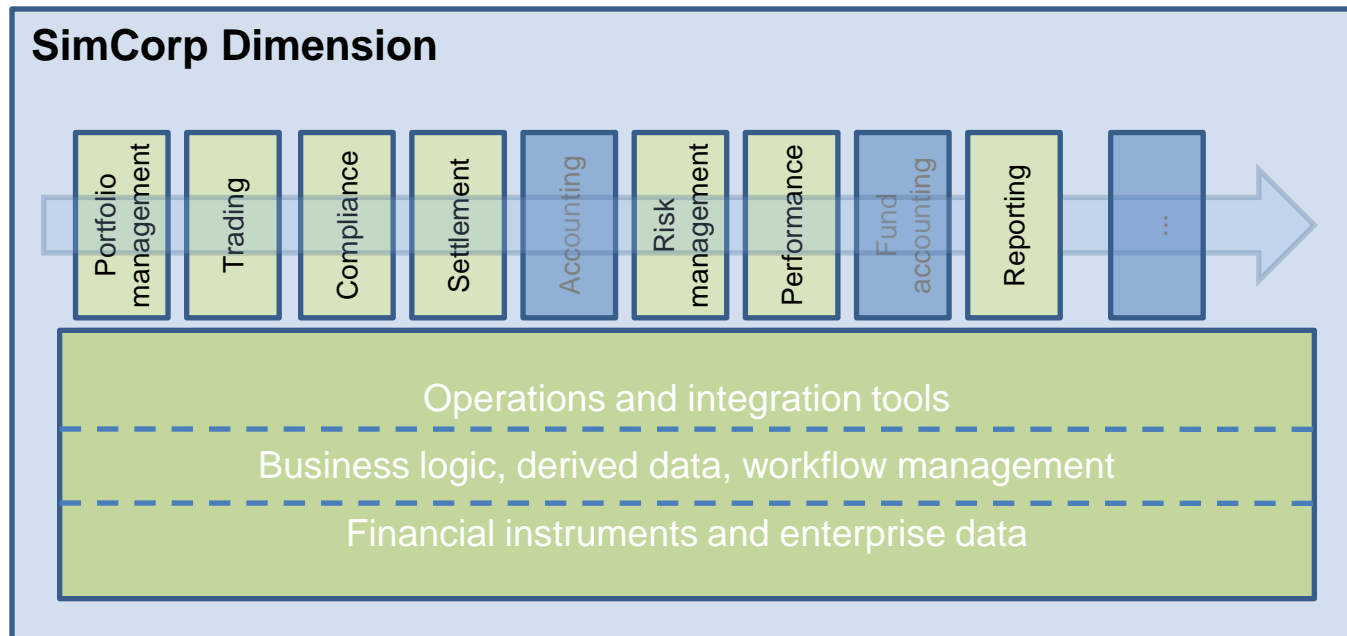 SimCorp Dimension
Portfolio
management
Trading
Compliance
Settlement
Accounting
Risk
management
Performance
Fund
accounting
Reporting
...
Operations and integration tools
Business logic, derived data, workflow management
Financial instruments and enterprise data